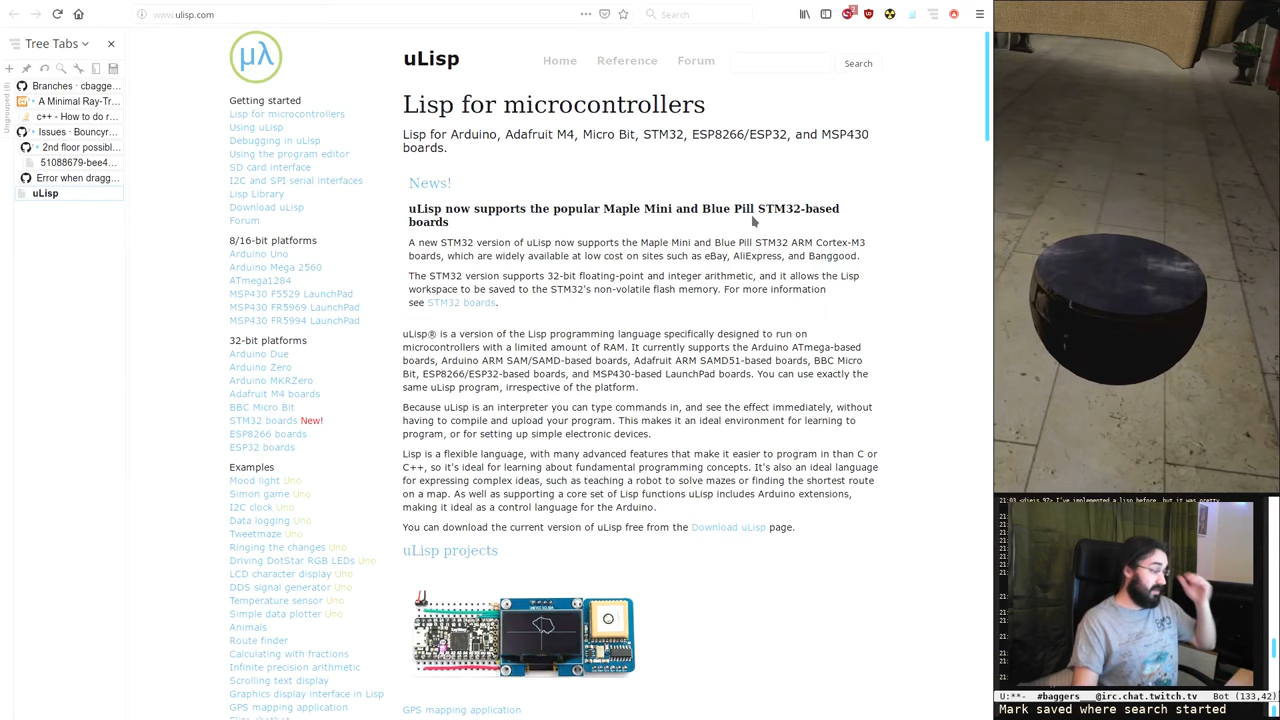 www.ulisp.com
Search
2
Tree Tabs
Ungrouped (8)
Branches · cbagge...
A Minimal Ray-Tr...
c++ - How to do r...
Issues · Bouncyr...
2nd floor possibl...
51088679-bee4...
Error when dragg...
uLisp
μλ
Getting started
Lisp for microcontrollers
Using uLisp
Debugging in uLisp
Using the program editor
SD card interface
I2C and SPI serial interfaces
Lisp Library
Download uLisp
Forum
8/16-bit platforms
Arduino Uno
Arduino Mega 2560
ATmega1284
MSP430 F5529 LaunchPad
MSP430 FR5969 LaunchPad
MSP430 FR5994 LaunchPad
32-bit platforms
Arduino Due
Arduino Zero
Arduino MKRZero
Adafruit M4 boards
BBC Micro Bit
STM32 boards New!
ESP8266 boards
ESP32 boards
Examples
Mood light Uno
Simon game Uno
I2C clock Uno
Data logging Uno
Tweetmaze Uno
Ringing the changes Uno
Driving DotStar RGB LEDs Uno
LCD character display Uno
DDS signal generator Uno
Temperature sensor Uno
Simple data plotter Uno
Animals
Route finder
Calculating with fractions
Infinite precision arithmetic
Scrolling text display
Graphics display interface in Lisp
GPS mapping application
uLisp
Home Reference Forum
Search
Lisp for microcontrollers
Lisp for Arduino, Adafruit M4, Micro Bit, STM32, ESP8266/ESP32, and MSP430
boards.
News!
uLisp now supports the popular Maple Mini and Blue Pill STM32-based
boards
A new STM32 version of uLisp now supports the Maple Mini and Blue Pill STM32 ARM Cortex-M3
boards, which are widely available at low cost on sites such as eBay, AliExpress, and Banggood.
The STM32 version supports 32-bit floating-point and integer arithmetic, and it allows the Lisp
workspace to be saved to the STM32's non-volatile flash memory. For more information
see STM32 boards.
uLisp® is a version of the Lisp programming language specifically designed to run on
microcontrollers with a limited amount of RAM. It currently supports the Arduino ATmega-based
boards, Arduino ARM SAM/SAMD-based boards, Adafruit ARM SAMD51-based boards, BBC Micro
Bit, ESP8266/ESP32-based boards, and MSP430-based LaunchPad boards. You can use exactly the
same uLisp program, irrespective of the platform.
Because uLisp is an interpreter you can type commands in, and see the effect immediately, without
having to compile and upload your program. This makes it an ideal environment for learning to
program, or for setting up simple electronic devices.
Lisp is a flexible language, with many advanced features that make it easier to program in than C or
C++, so it's ideal for learning about fundamental programming concepts. It's also an ideal language
for expressing complex ideas, such as teaching a robot to solve mazes or finding the shortest route
on a map. As well as supporting a core set of Lisp functions uLisp includes Arduino extensions,
making it ideal as a control language for the Arduino.
You can download the current version of uLisp free from the Download uLisp page.
uLisp projects
GPS mapping application
I've implemented a lisp before, but it was pretty
U:**- #baggers @irc.chat.twitch.tv Bot (133,42)
Mark saved where search started